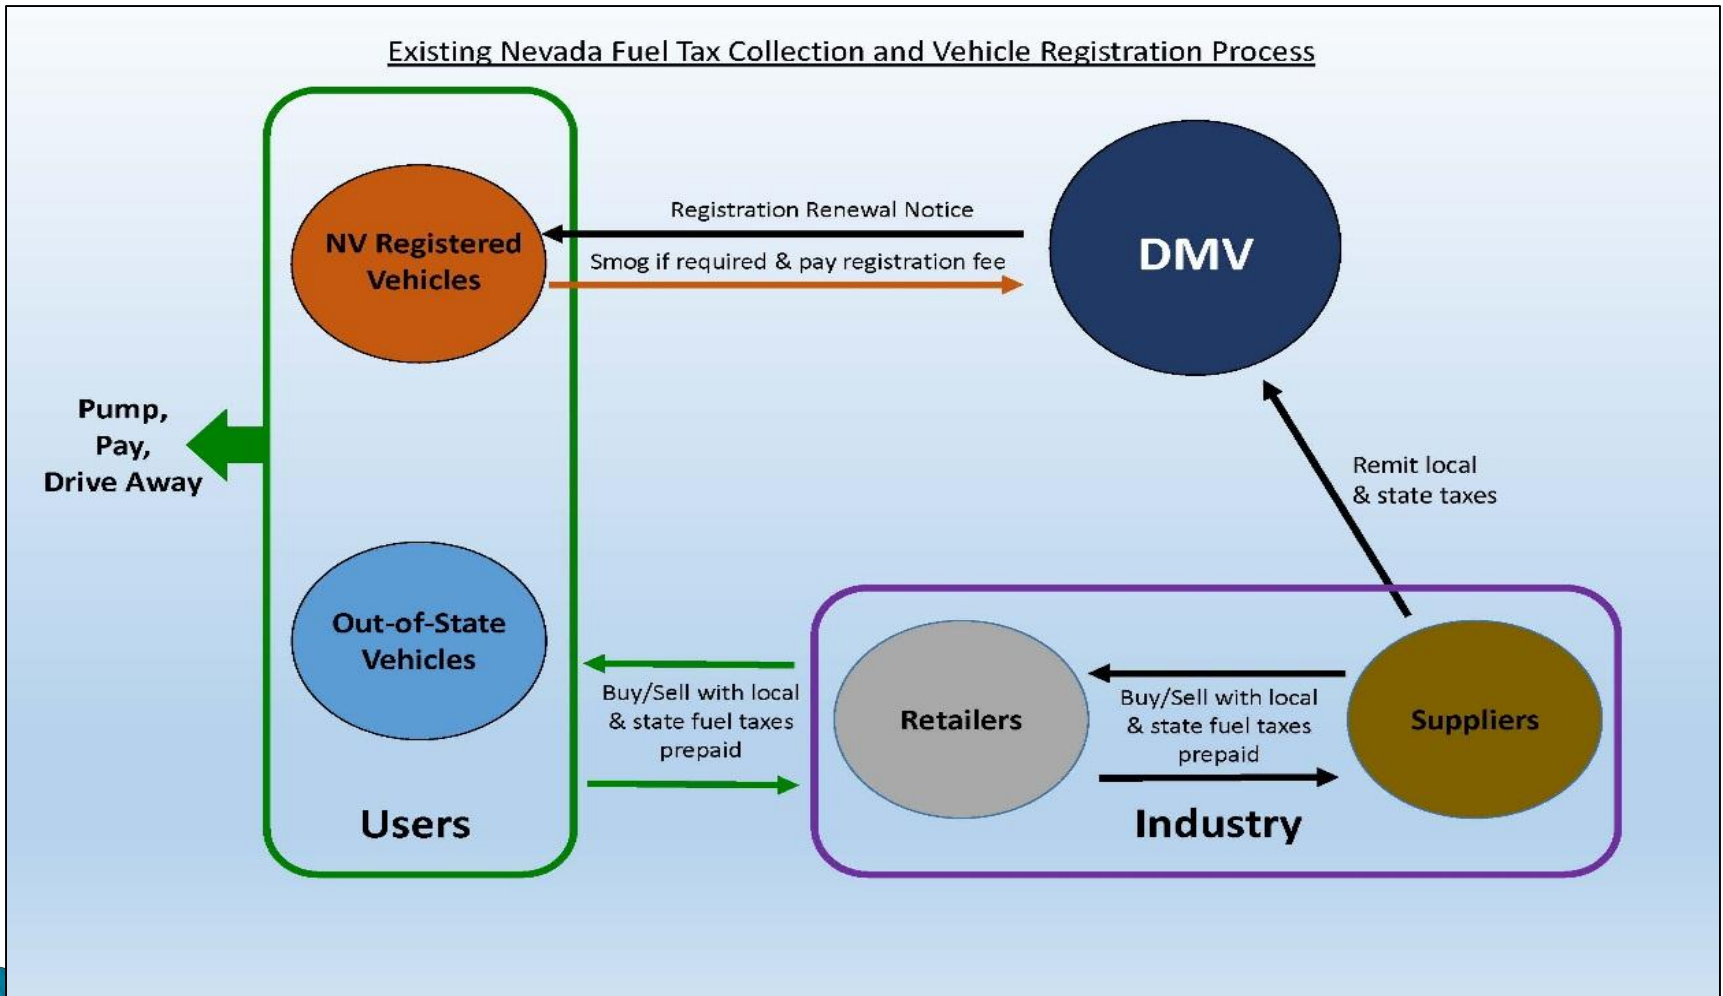 Existing Nevada Fuel Tax Collection and Vehicle Registration Process
NV Registered
Vehicles
Registration Renewal Notice
Smog if required & pay registration fee
DMV
Pump,
Pay,
Drive Away
Remit local
& state taxes
Out-of-State
Vehicles
Buy/Sell with local
& state fuel taxes
prepaid
Retailers
Buy/Sell with local
& state fuel taxes
prepaid
Suppliers
Users
Industry